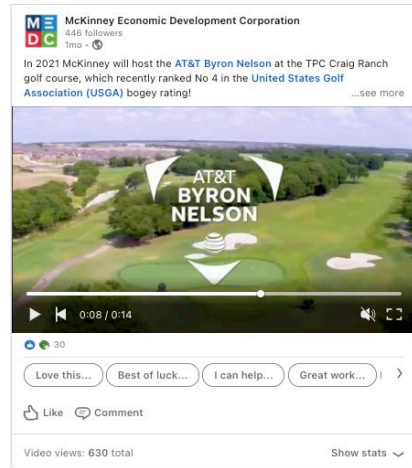 M E
D C
McKinney Economic Development Corporation
446 followers
1mo •
In 2021 McKinney will host the AT&T Byron Nelson at the TPC Craig Ranch
golf course, which recently ranked No 4 in the United States Golf
Association (USGA) bogey rating!
...see more
AT&T
BYRON
NELSON
0:08 / 0:14
30
Love this...
Best of luck...
I can help...
Great work...
Like
Comment
Video views: 630 total
Show stats